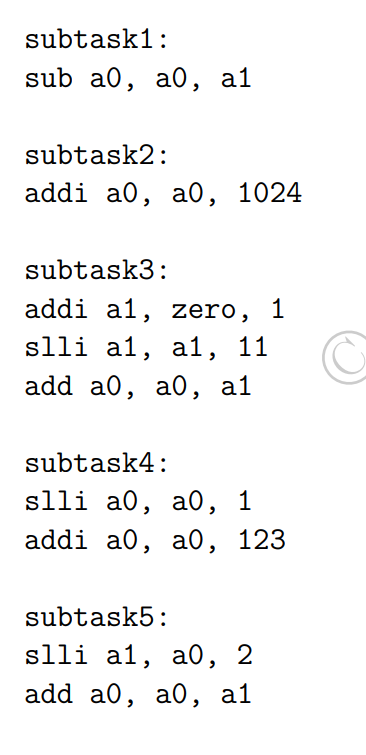 subtask1:
sub a0, a0, a1
subtask2:
addi a0, a0, 1024
subtask3:
addi a1, zero, 1
slli a1, a1, 11
add a0, a0, a1
subtask4:
slli a0, a0, 1
addi a0, a0, 123
subtask5:
slli a1, a0, 2
add a0, a0, a1
©